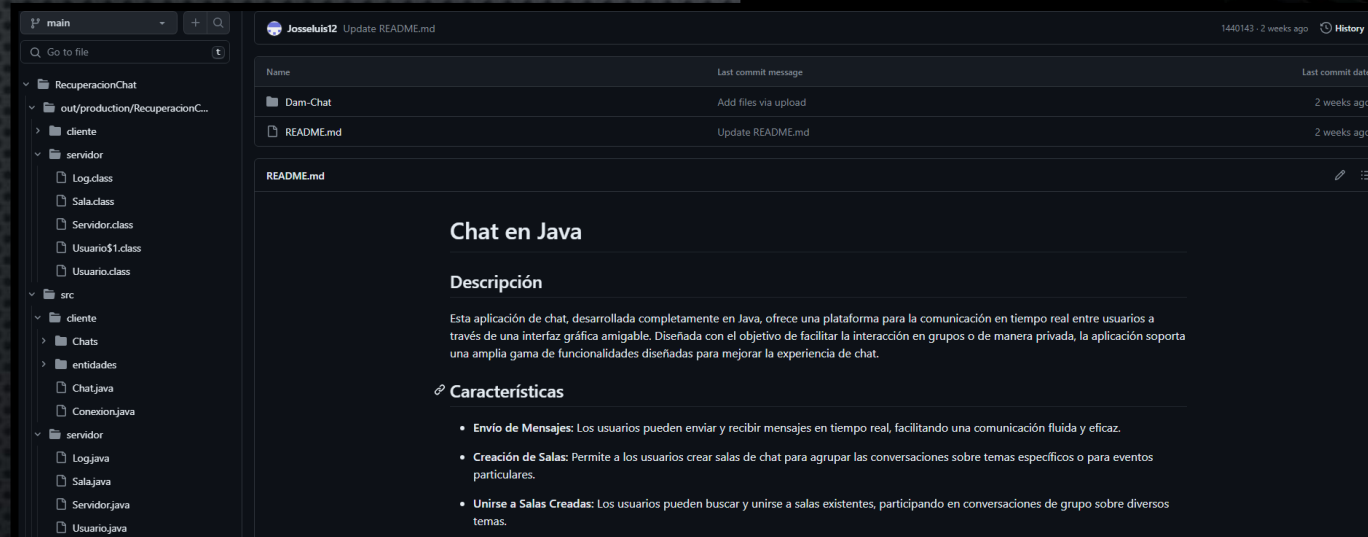 main
Go to file
t
RecuperacionChat
out/production/RecuperacionC...
cliente
servidor
Log.class
Sala.class
Servidor.class
Usuario$1.class
Usuario.class
src
cliente
Chats
entidades
Chat.java
Conexion.java
servidor
Log.java
Sala.java
Servidor.java
Usuario.java
Josseluis12 Update README.md
1440143 · 2 weeks ago History
Name Last commit message Last commit date
Dam-Chat Add files via upload 2 weeks ago
README.md Update README.md 2 weeks ago
README.md
Chat en Java
Descripción
Esta aplicación de chat, desarrollada completamente en Java, ofrece una plataforma para la comunicación en tiempo real entre usuarios a
través de una interfaz gráfica amigable. Diseñada con el objetivo de facilitar la interacción en grupos o de manera privada, la aplicación soporta
una amplia gama de funcionalidades diseñadas para mejorar la experiencia de chat.
Características
• Envío de Mensajes: Los usuarios pueden enviar y recibir mensajes en tiempo real, facilitando una comunicación fluida y eficaz.
• Creación de Salas: Permite a los usuarios crear salas de chat para agrupar las conversaciones sobre temas específicos o para eventos
particulares.
• Unirse a Salas Creadas: Los usuarios pueden buscar y unirse a salas existentes, participando en conversaciones de grupo sobre diversos
temas.